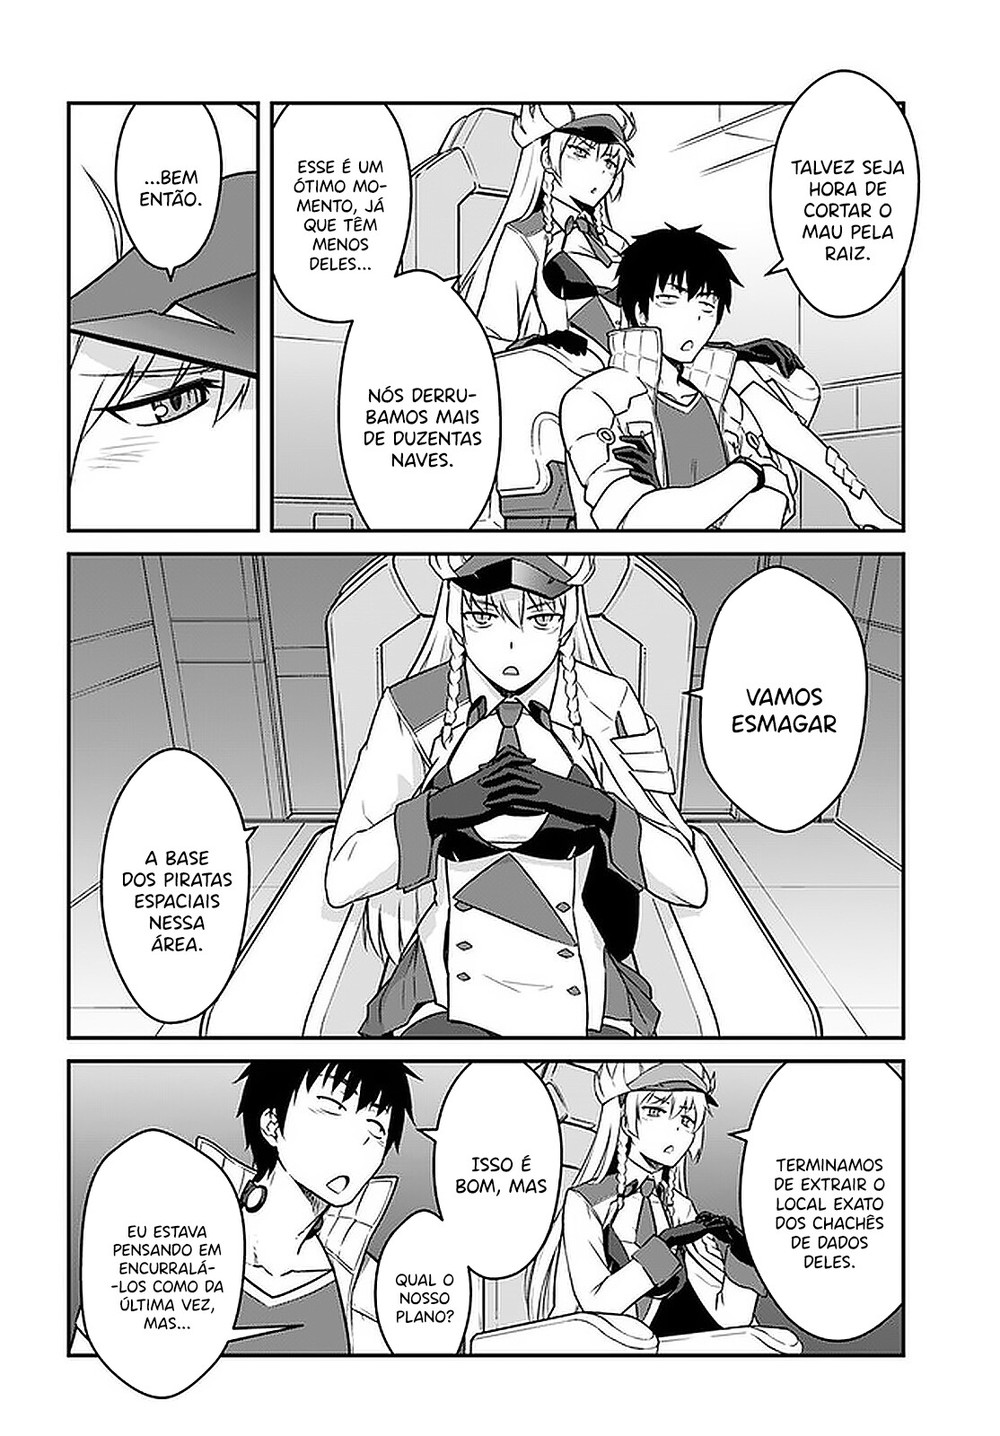 TALVEZ SEJA
HORA DE
CORTAR O
MAU PELA
RAIZ.
ESSE É UM
ÓTIMO MO-
MENTO, JÁ
QUE TÊM
MENOS
DELES...
NÓS DERRU-
BAMOS MAIS
DE DUZENTAS
NAVES.
...BEM
ENTÃO.
VAMOS
ESMAGAR
A BASE
DOS PIRATAS
ESPACIAIS
NESSA
ÁREA.
TERMINAMOS
DE EXTRAIR O
LOCAL EXATO
DOS CHACHÊS
DE DADOS
DELES.
ISSO É
BOM, MAS
QUAL O
NOSSO
PLANO?
EU ESTAVA
PENSANDO EM
ENCURRALÁ-
-LOS COMO DA
ÚLTIMA VEZ,
MAS...